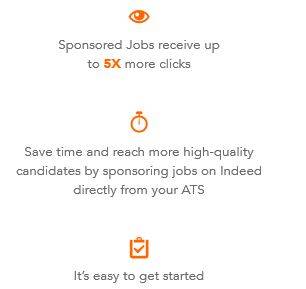 Sponsored Jobs receive up
to 5X more clicks
Save time and reach more high-quality
candidates by sponsoring jobs on Indeed
directly from your ATS
It's easy to get started